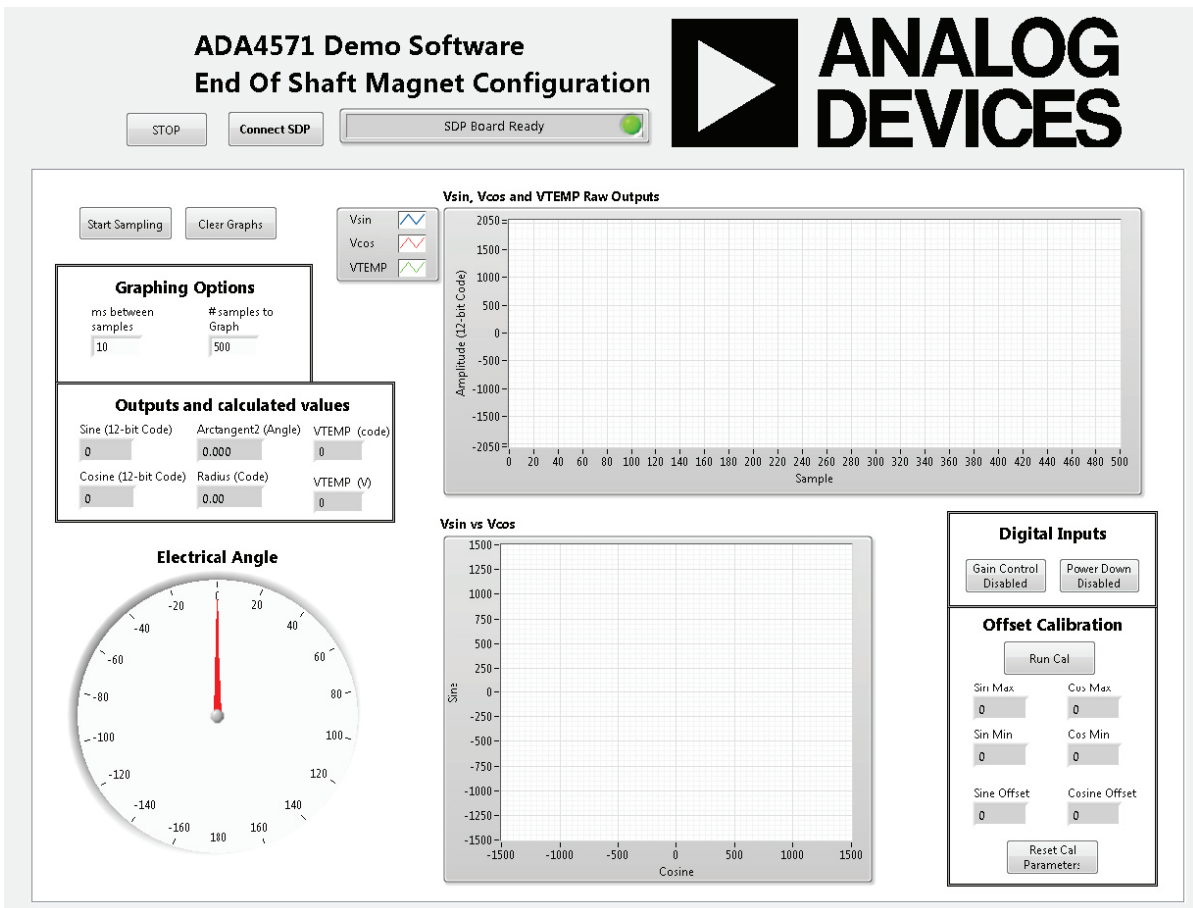 ADA4571 Demo Software
End Of Shaft Magnet Configuration
ANALOG
DEVICES
STOP
Connect SDP
SDP Board Ready
Start Sampling
Clear Graphs
Vsin
Vcos
VTEMP
Vsin, Vcos and VTEMP Raw Outputs
2050
1500
1000
500
0
-500
-1000
-1500
-2050
Amplitude (12-bit Code)
0 20 40 60 80 100 120 140 160 180 200 220 240 260 280 300 320 340 360 380 400 420 440 460 480 500
Sample
Graphing Options
ms between
samples
10
# samples to
Graph
500
Outputs and calculated values
Sine (12-bit Code)
0
Arctangent2 (Angle)
0.000
VTEMP (code)
0
Cosine (12-bit Code)
0
Radius (Code)
0.00
VTEMP (V)
0
Electrical Angle
0
20
40
60
80
100
120
140
160
180
-160
-140
-120
-100
-80
-60
-40
-20
Vsin vs Vcos
1500
1250
1000
750
500
250
0
-250
-500
-750
-1000
-1250
-1500
Sine
-1500 -1000 -500 0 500 1000 1500
Cosine
Digital Inputs
Gain Control
Disabled
Power Down
Disabled
Offset Calibration
Run Cal
Sin Max
0
Cos Max
0
Sin Min
0
Cos Min
0
Sine Offset
0
Cosine Offset
0
Reset Cal
Parameters